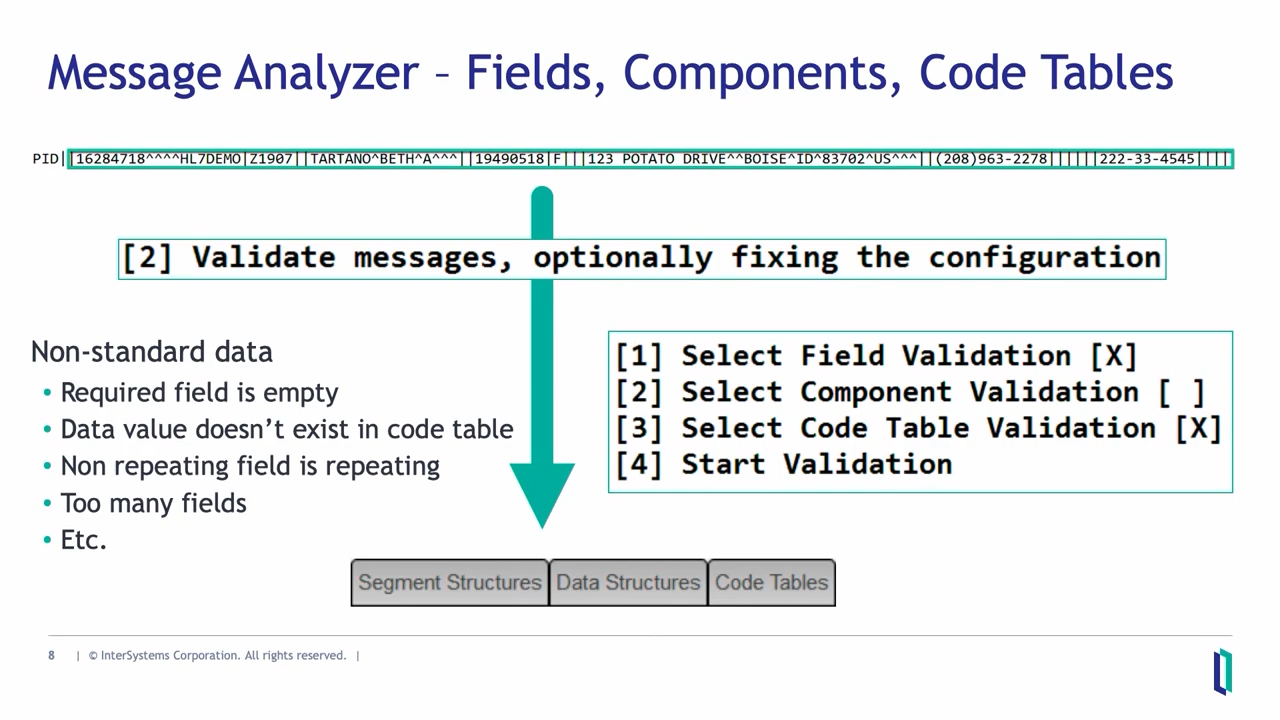 Message Analyzer – Fields, Components, Code Tables
PID||16284718^^^^HL7DEMO|Z1907||TARTANO^BETH^A^^^||19490518|F|||123 POTATO DRIVE^^BOISE^ID^83702^US^^^||(208)963-2278||||||222-33-4545||||
[2] Validate messages, optionally fixing the configuration
Non-standard data
• Required field is empty
• Data value doesn’t exist in code table
• Non repeating field is repeating
• Too many fields
• Etc.
[1] Select Field Validation [X]
[2] Select Component Validation [ ]
[3] Select Code Table Validation [X]
[4] Start Validation
Segment Structures Data Structures Code Tables
8 | © InterSystems Corporation. All rights reserved. |